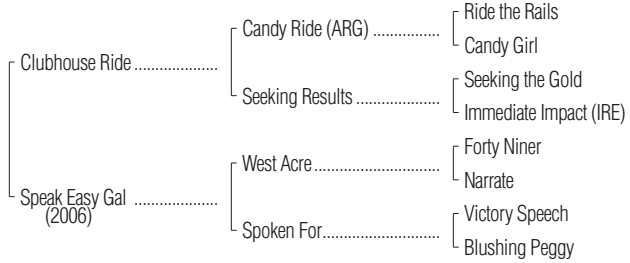 Ride the Rails
Candy Ride (ARG) ................
Candy Girl
Clubhouse Ride ....................
Seeking the Gold
Seeking Results ....................
Immediate Impact (IRE)
Forty Niner
West Acre..............................
Narrate
Speak Easy Gal ....................
(2006)
Victory Speech
Spoken For............................
Blushing Peggy